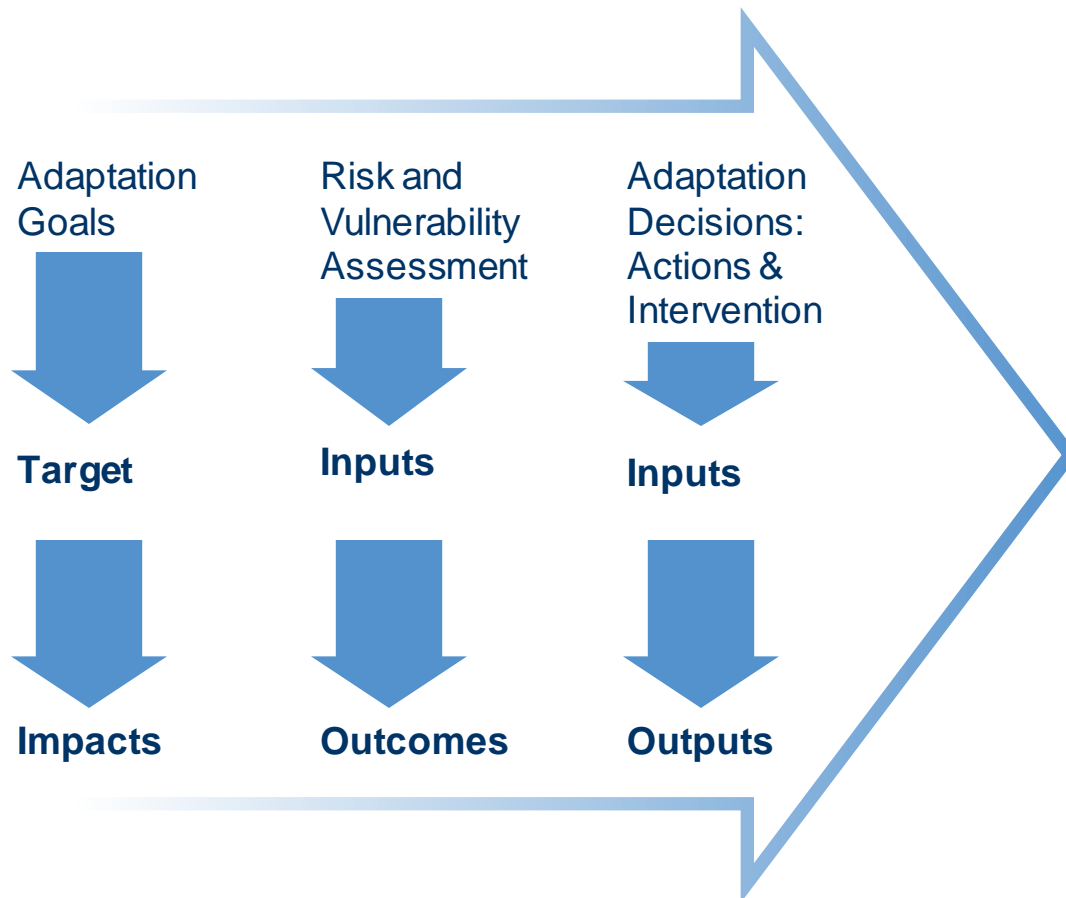 Adaptation
Goals
Risk and
Vulnerability
Assessment
Adaptation
Decisions:
Actions &
Intervention
Target
Inputs
Inputs
Impacts
Outcomes
Outputs